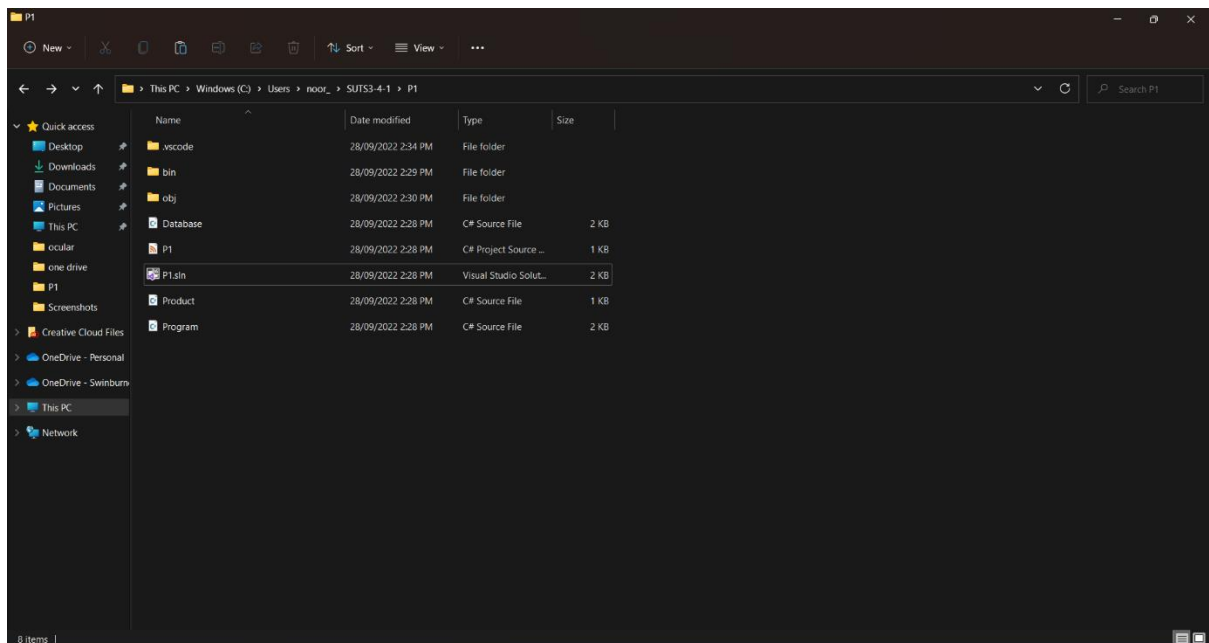 P1
New Sort View
This PC > Windows (C:) > Users > noor_ > SUTS3-4-1 > P1
Search P1
Quick access
Desktop
Downloads
Documents
Pictures
This PC
ocular
one drive
P1
Screenshots
Creative Cloud Files
OneDrive - Personal
OneDrive - Swinburn
This PC
Network
Name Date modified Type Size
.vscode 28/09/2022 2:34 PM File folder
bin 28/09/2022 2:29 PM File folder
obj 28/09/2022 2:30 PM File folder
Database 28/09/2022 2:28 PM C# Source File 2 KB
P1 28/09/2022 2:28 PM C# Project Source ... 1 KB
P1.sln 28/09/2022 2:28 PM Visual Studio Solut... 2 KB
Product 28/09/2022 2:28 PM C# Source File 1 KB
Program 28/09/2022 2:28 PM C# Source File 2 KB
8 items